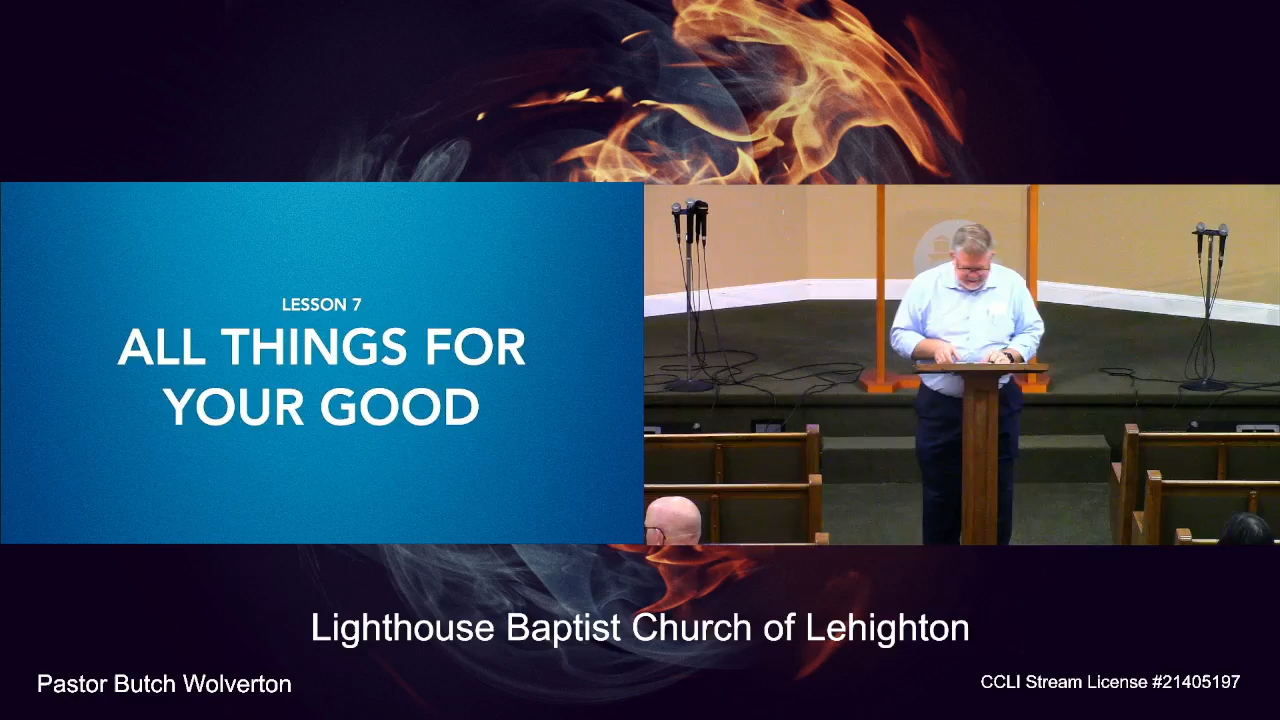 LESSON 7
ALL THINGS FOR
YOUR GOOD
Lighthouse Baptist Church of Lehighton
Pastor Butch Wolverton
CCLI Stream License #21405197